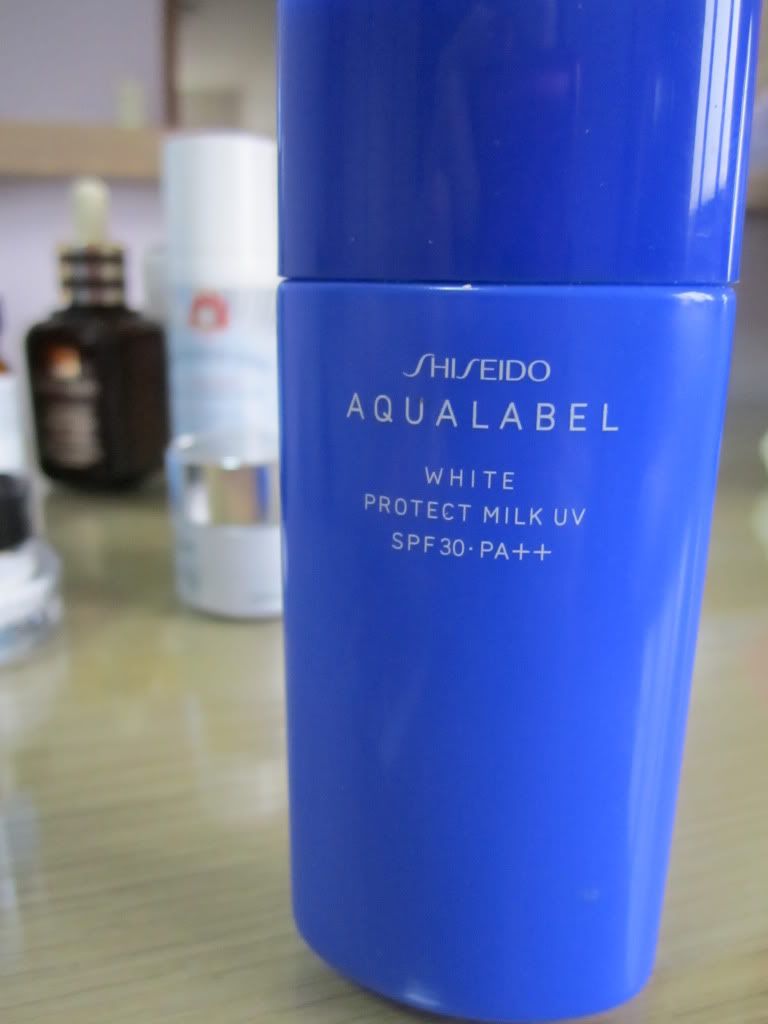 SHISEIDO
AQUALABEL
WHITE
PROTECT MILK UV
SPF30·PA++